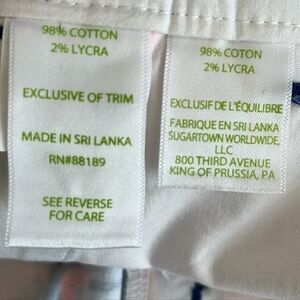 98% COTTON
2% LYCRA
EXCLUSIVE OF TRIM
MADE IN SRI LANKA
RN#88189
SEE REVERSE
FOR CARE
98% COTON
2% LYCRA
EXCLUSIF DE L'ÉQUILIBRE
FABRIQUE EN SRI LANKA
SUGARTOWN WORLDWIDE,
LLC
800 THIRD AVENUE
KING OF PRUSSIA, PA